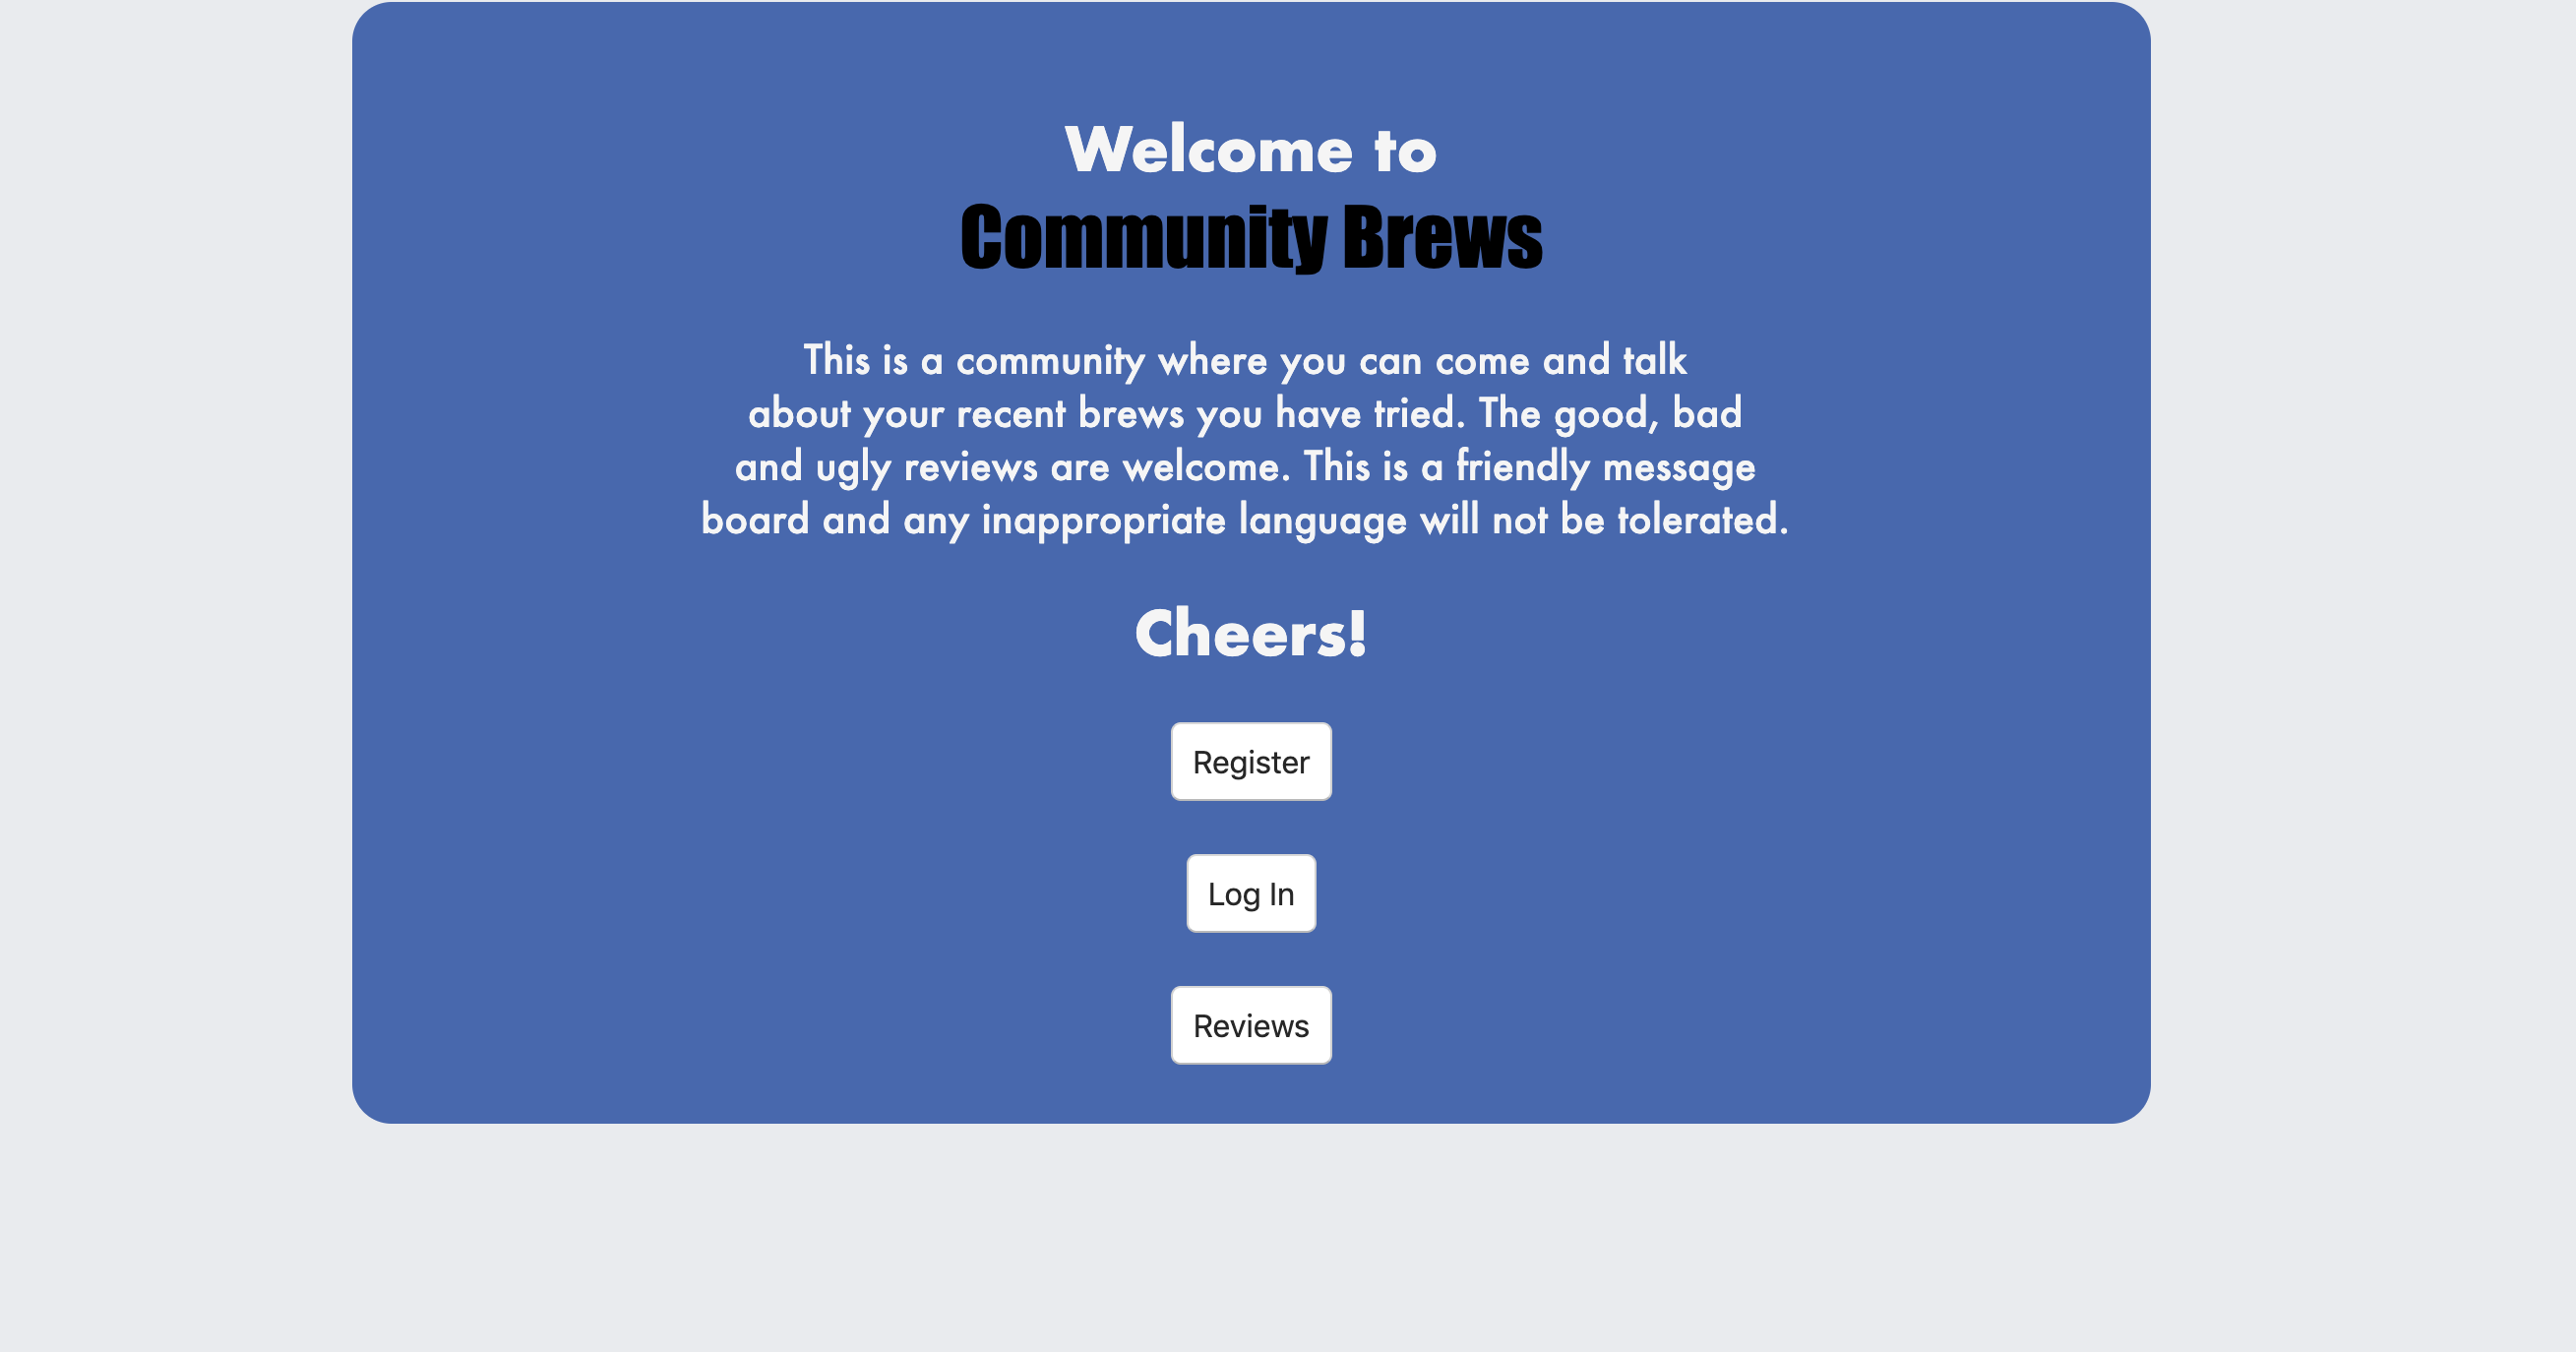 Welcome to
Community Brews
This is a community where you can come and talk
about your recent brews you have tried. The good, bad
and ugly reviews are welcome. This is a friendly message
board and any inappropriate language will not be tolerated.
Cheers!
Register
Log In
Reviews